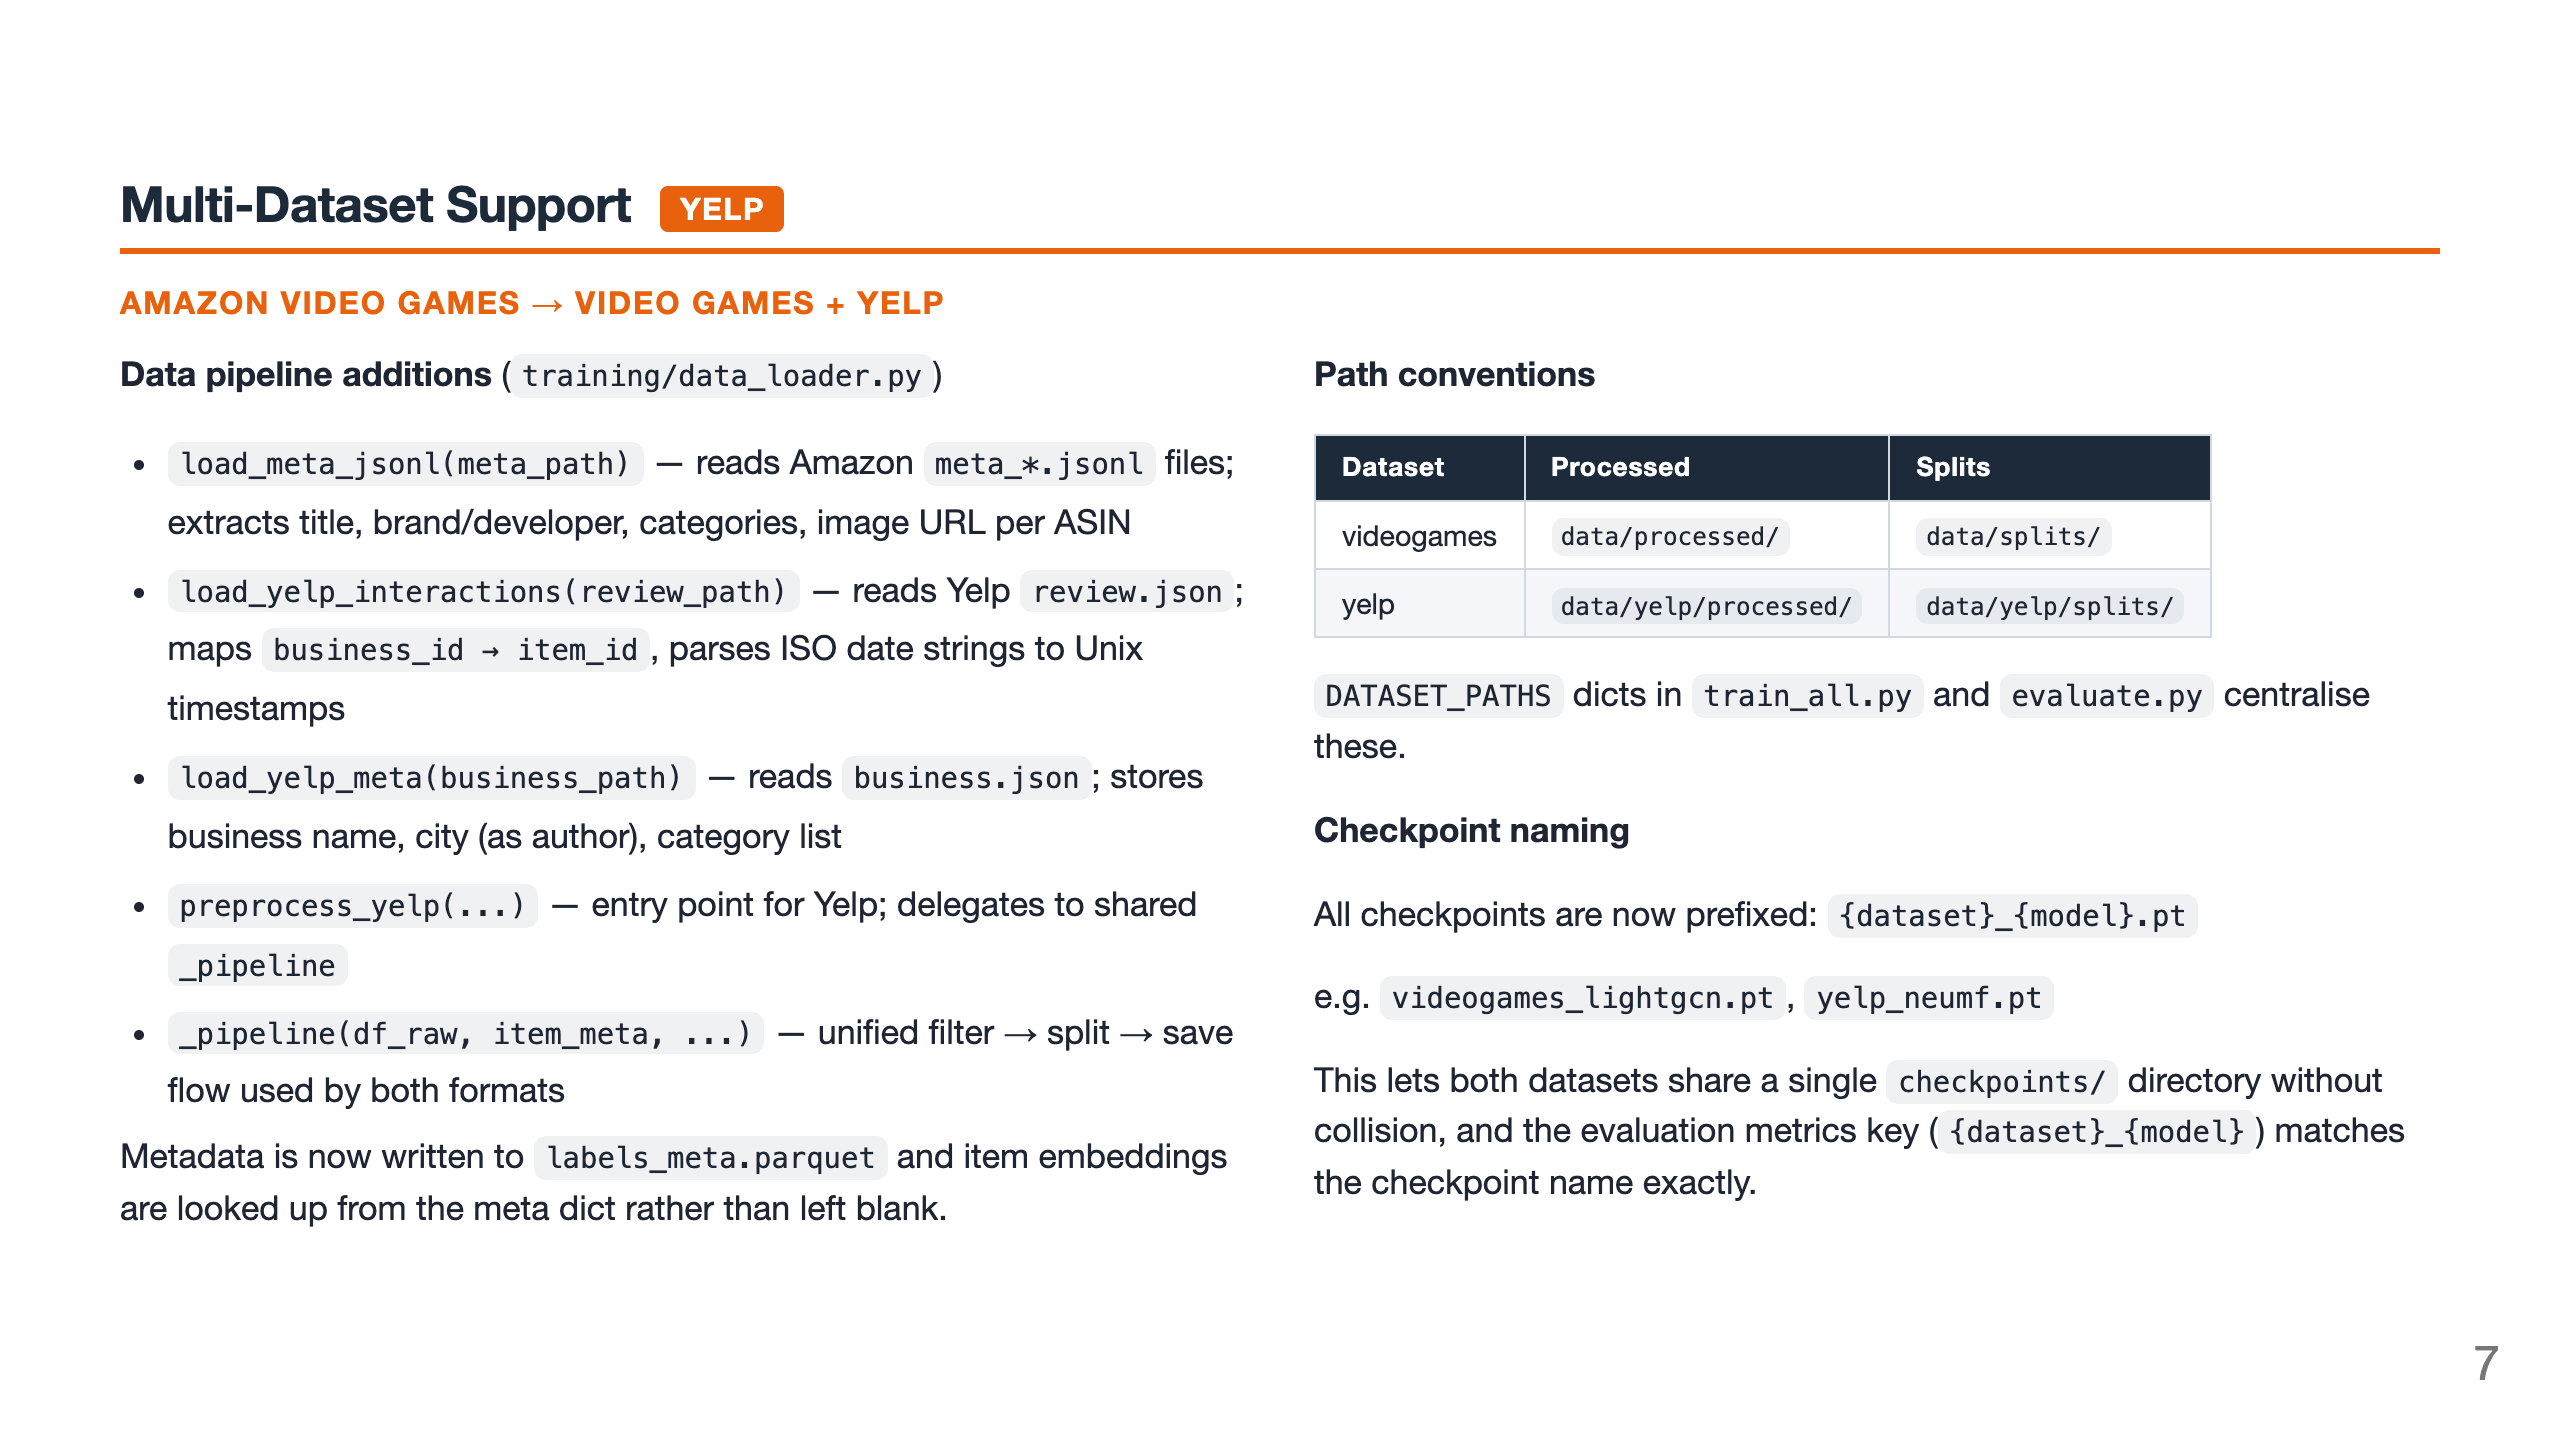 Multi-Dataset Support YELP
AMAZON VIDEO GAMES → VIDEO GAMES + YELP
Data pipeline additions (training/data_loader.py)
• load_meta_jsonl(meta_path) — reads Amazon meta_*.jsonl files;
extracts title, brand/developer, categories, image URL per ASIN
• load_yelp_interactions(review_path) — reads Yelp review.json;
maps business_id → item_id, parses ISO date strings to Unix
timestamps
• load_yelp_meta(business_path) — reads business.json; stores
business name, city (as author), category list
• preprocess_yelp(...) — entry point for Yelp; delegates to shared
_pipeline
• _pipeline(df_raw, item_meta, ...) — unified filter → split → save
flow used by both formats
Metadata is now written to labels_meta.parquet and item embeddings
are looked up from the meta dict rather than left blank.
Path conventions
Dataset Processed Splits
videogames data/processed/ data/splits/
yelp data/yelp/processed/ data/yelp/splits/
DATASET_PATHS dicts in train_all.py and evaluate.py centralise
these.
Checkpoint naming
All checkpoints are now prefixed: {dataset}_{model}.pt
e.g. videogames_lightgcn.pt, yelp_neumf.pt
This lets both datasets share a single checkpoints/ directory without
collision, and the evaluation metrics key ({dataset}_{model}) matches
the checkpoint name exactly.
7